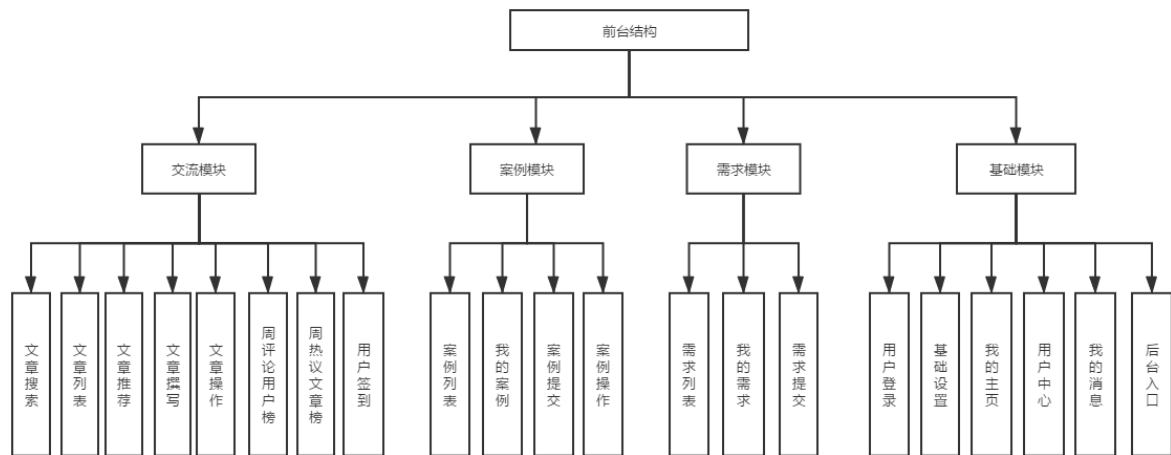 前台结构
交流模块
案例模块
需求模块
基础模块
文章搜索
文章列表
文章推荐
文章撰写
文章操作
周评论用户榜
周热议文章榜
用户签到
案例列表
我的案例
案例提交
案例操作
需求列表
我的需求
需求提交
用户登录
基础设置
我的主页
用户中心
我的消息
后台入口